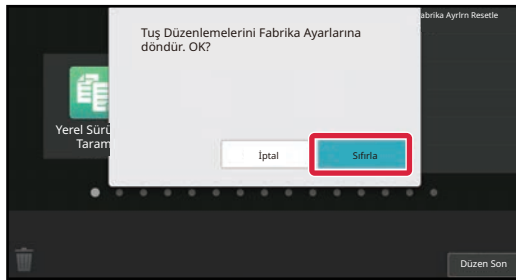 abrika Ayrlrn Resetle
Tuş Düzenlemelerini Fabrika Ayarlarına
döndür. OK?
Yerel Sürü
Taram
İptal
Sıfırla
Düzen Son